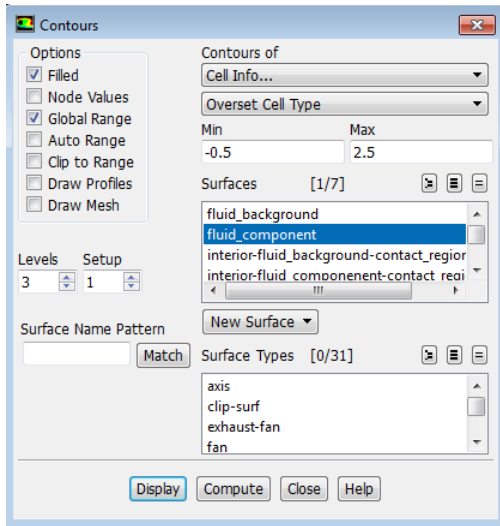 Contours
Options
Filled
Node Values
Global Range
Auto Range
Clip to Range
Draw Profiles
Draw Mesh
Levels Setup
3 1
Surface Name Pattern
Match
Contours of
Cell Info...
Overset Cell Type
Min Max
-0.5 2.5
Surfaces [1/7]
fluid_background
fluid_component
interior-fluid_background-contact_region
interior-fluid_componenent-contact_regi
New Surface
Surface Types [0/31]
axis
clip-surf
exhaust-fan
fan
Display Compute Close Help